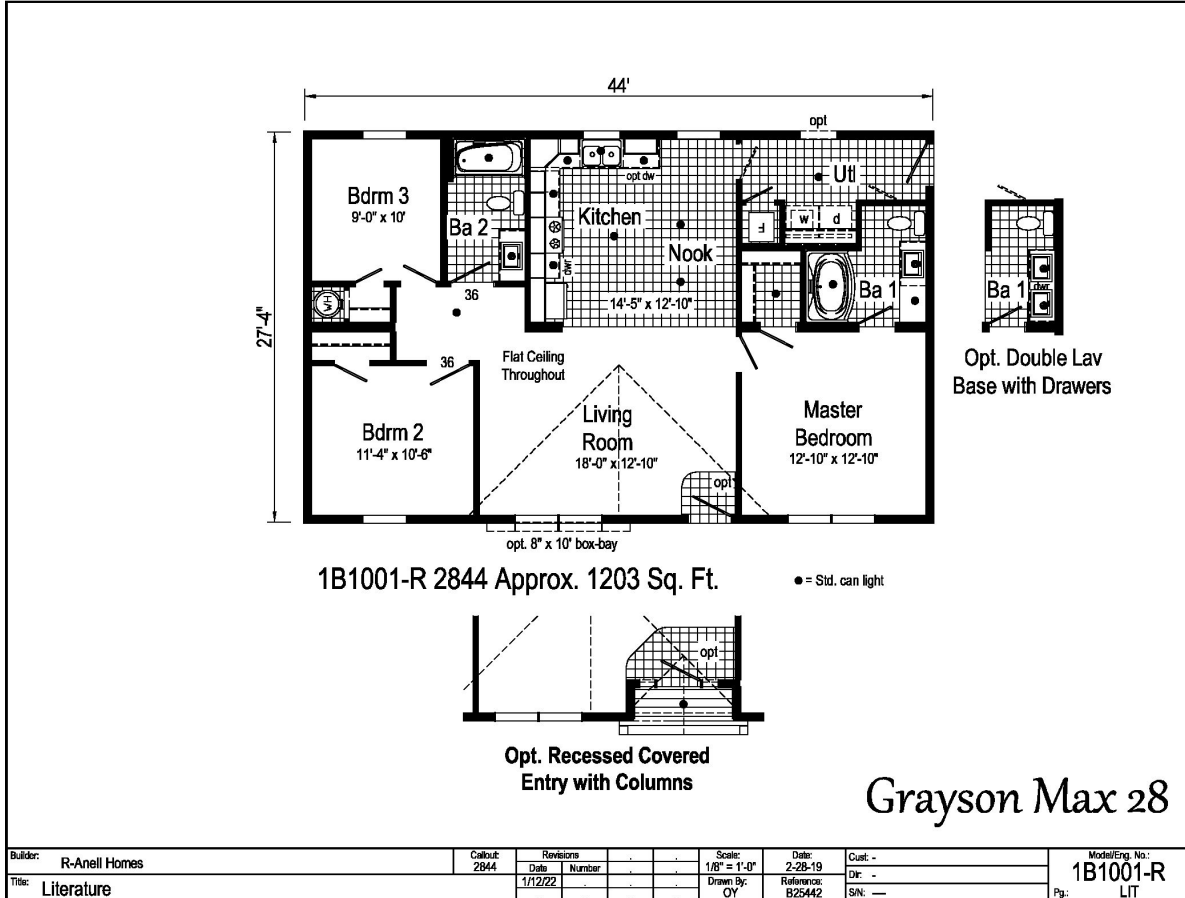 44'
opt
27'-4"
Bdrm 3
9'-0" x 10'
Ba 2
opt dw
Kitchen
Nook
14'-5" x 12'-10"
dwr
Utl
w d
F
Ba 1
WH
36
36
Flat Ceiling
Throughout
Bdrm 2
11'-4" x 10'-6"
Living
Room
18'-0" x 12'-10"
opt
Master
Bedroom
12'-10" x 12'-10"
Ba 1
dwr
Opt. Double Lav
Base with Drawers
opt. 8" x 10' box-bay
1B1001-R 2844 Approx. 1203 Sq. Ft.
● = Std. can light
opt
Opt. Recessed Covered
Entry with Columns
Grayson Max 28
Builder: R-Anell Homes
Title: Literature
Callout:
2844
Revisions
Date Number
1/12/22
Scale:
1/8" = 1'-0"
Drawn By:
OY
Date:
2-28-19
Reference:
B25442
Cust: -
Dir: -
S/N: —
Model/Eng. No.:
1B1001-R
Pg.: LIT